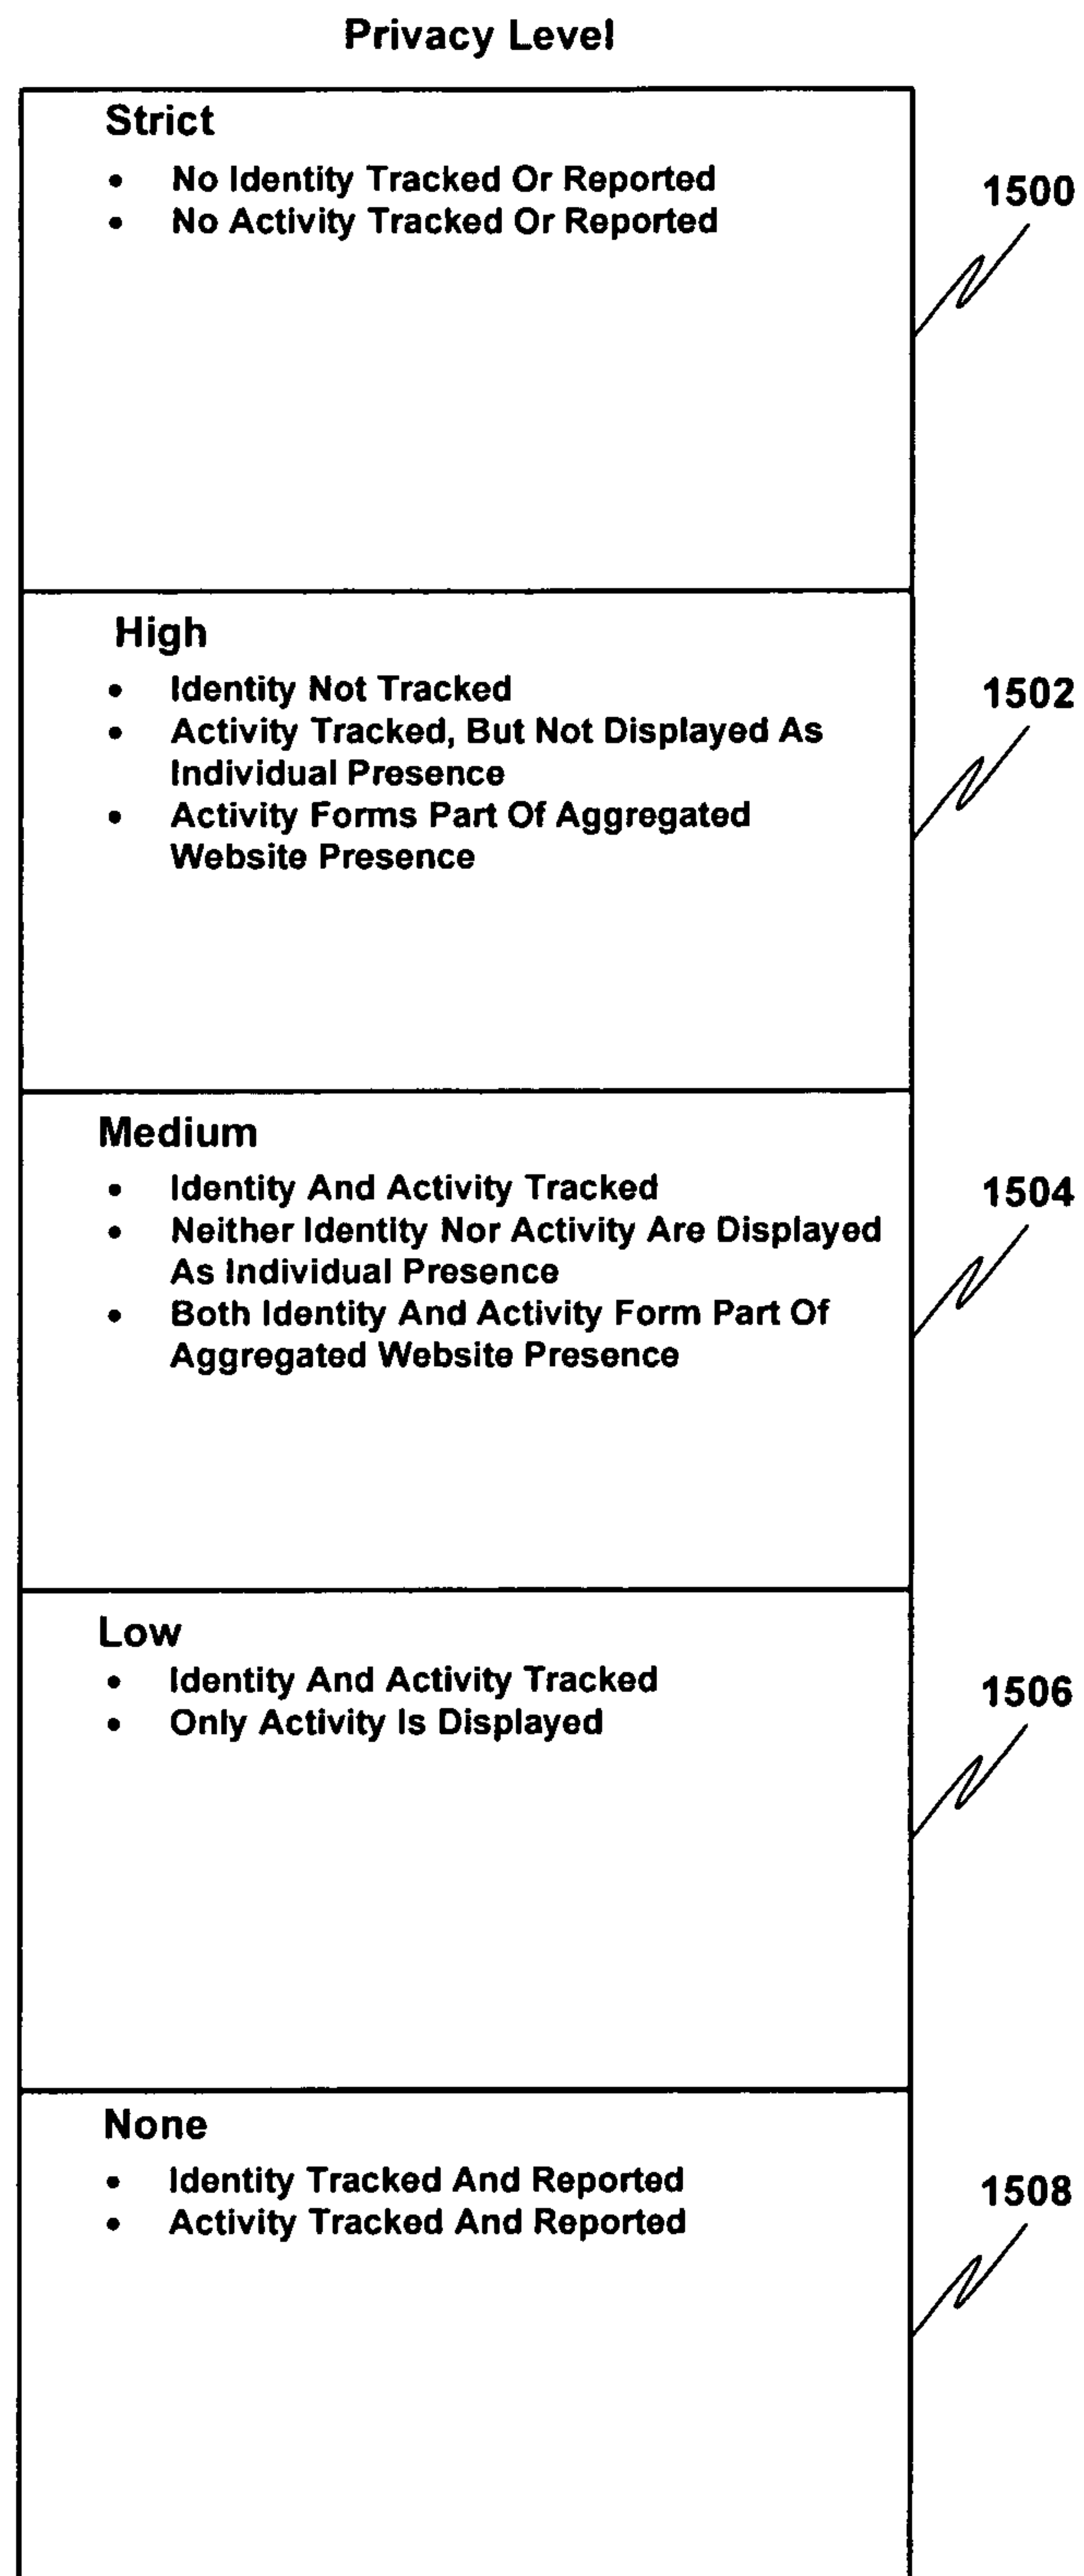 Privacy Level
Strict
• No Identity Tracked Or Reported
• No Activity Tracked Or Reported
1500
High
• Identity Not Tracked
• Activity Tracked, But Not Displayed As
Individual Presence
• Activity Forms Part Of Aggregated
Website Presence
1502
Medium
• Identity And Activity Tracked
• Neither Identity Nor Activity Are Displayed
As Individual Presence
• Both Identity And Activity Form Part Of
Aggregated Website Presence
1504
Low
• Identity And Activity Tracked
• Only Activity Is Displayed
1506
None
• Identity Tracked And Reported
• Activity Tracked And Reported
1508